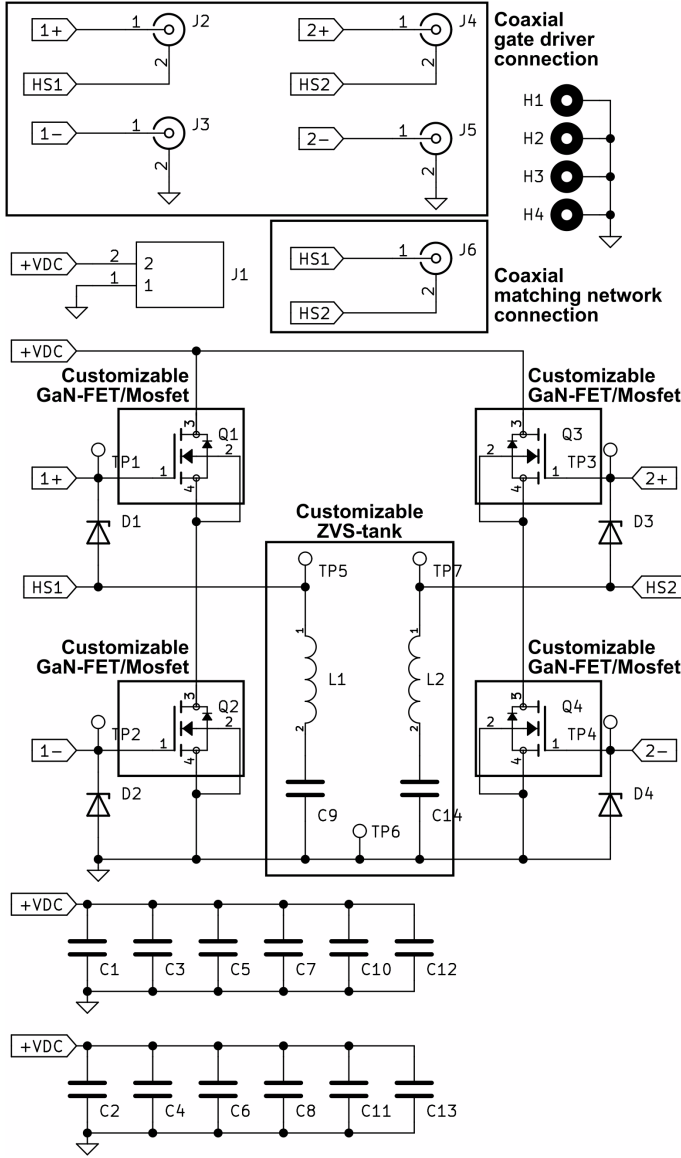 1+ 1 J2 2+ 1 J4
2 2
HS1 HS2
1- 1 J3 2- 1 J5
2 2
Coaxial
gate driver
connection
H1
H2
H3
H4
+VDC 2 2
1 1
J1
HS1 1 J6
2
HS2
Coaxial
matching network
connection
+VDC
Customizable
GaN-FET/Mosfet
3 Q1
TP1 2
1+ 1
4
D1
HS1
Customizable
GaN-FET/Mosfet
3 Q3
2 TP3
1 2+
4
D3
HS2
Customizable
ZVS-tank
TP5 TP7
1 1
L1 L2
2 2
C9 C14
TP6
Customizable
GaN-FET/Mosfet
3 Q2
TP2 2
1- 1
4
D2
Customizable
GaN-FET/Mosfet
3 Q4
2 TP4
1 2-
4
D4
+VDC
C1 C3 C5 C7 C10 C12
+VDC
C2 C4 C6 C8 C11 C13